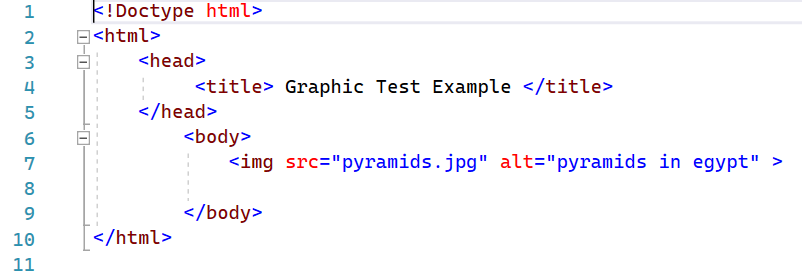 1 <!Doctype html>
2 <html>
3 <head>
4 <title> Graphic Test Example </title>
5 </head>
6 <body>
7 <img src="pyramids.jpg" alt="pyramids in egypt" >
8
9 </body>
10 </html>
11